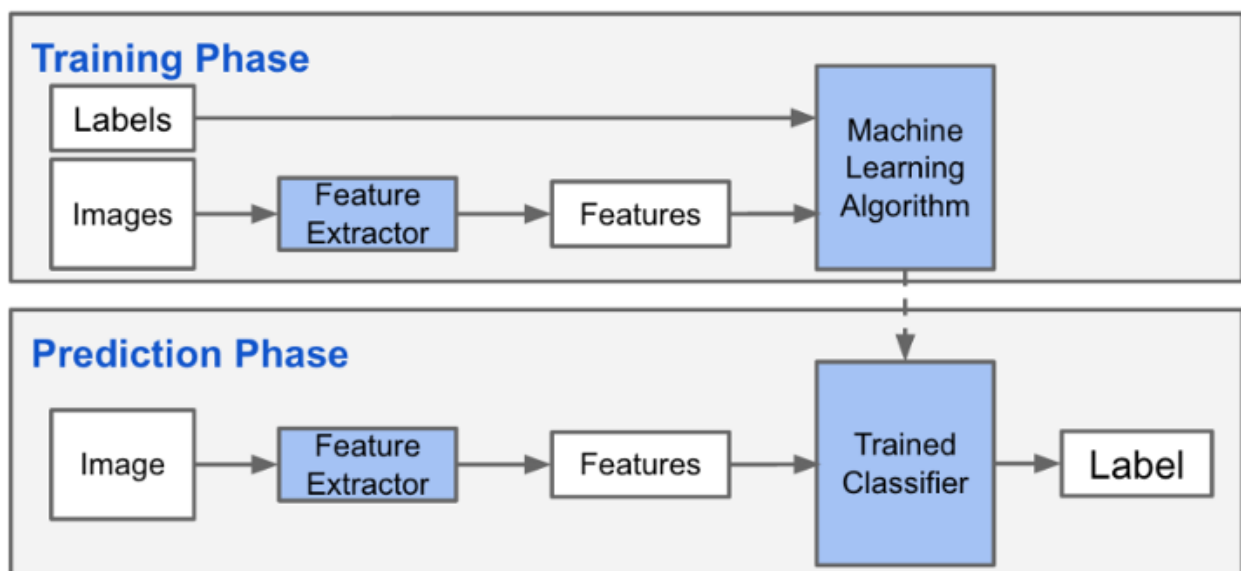 Training Phase
Labels
Images
Feature
Extractor
Features
Machine
Learning
Algorithm
Prediction Phase
Image
Feature
Extractor
Features
Trained
Classifier
Label